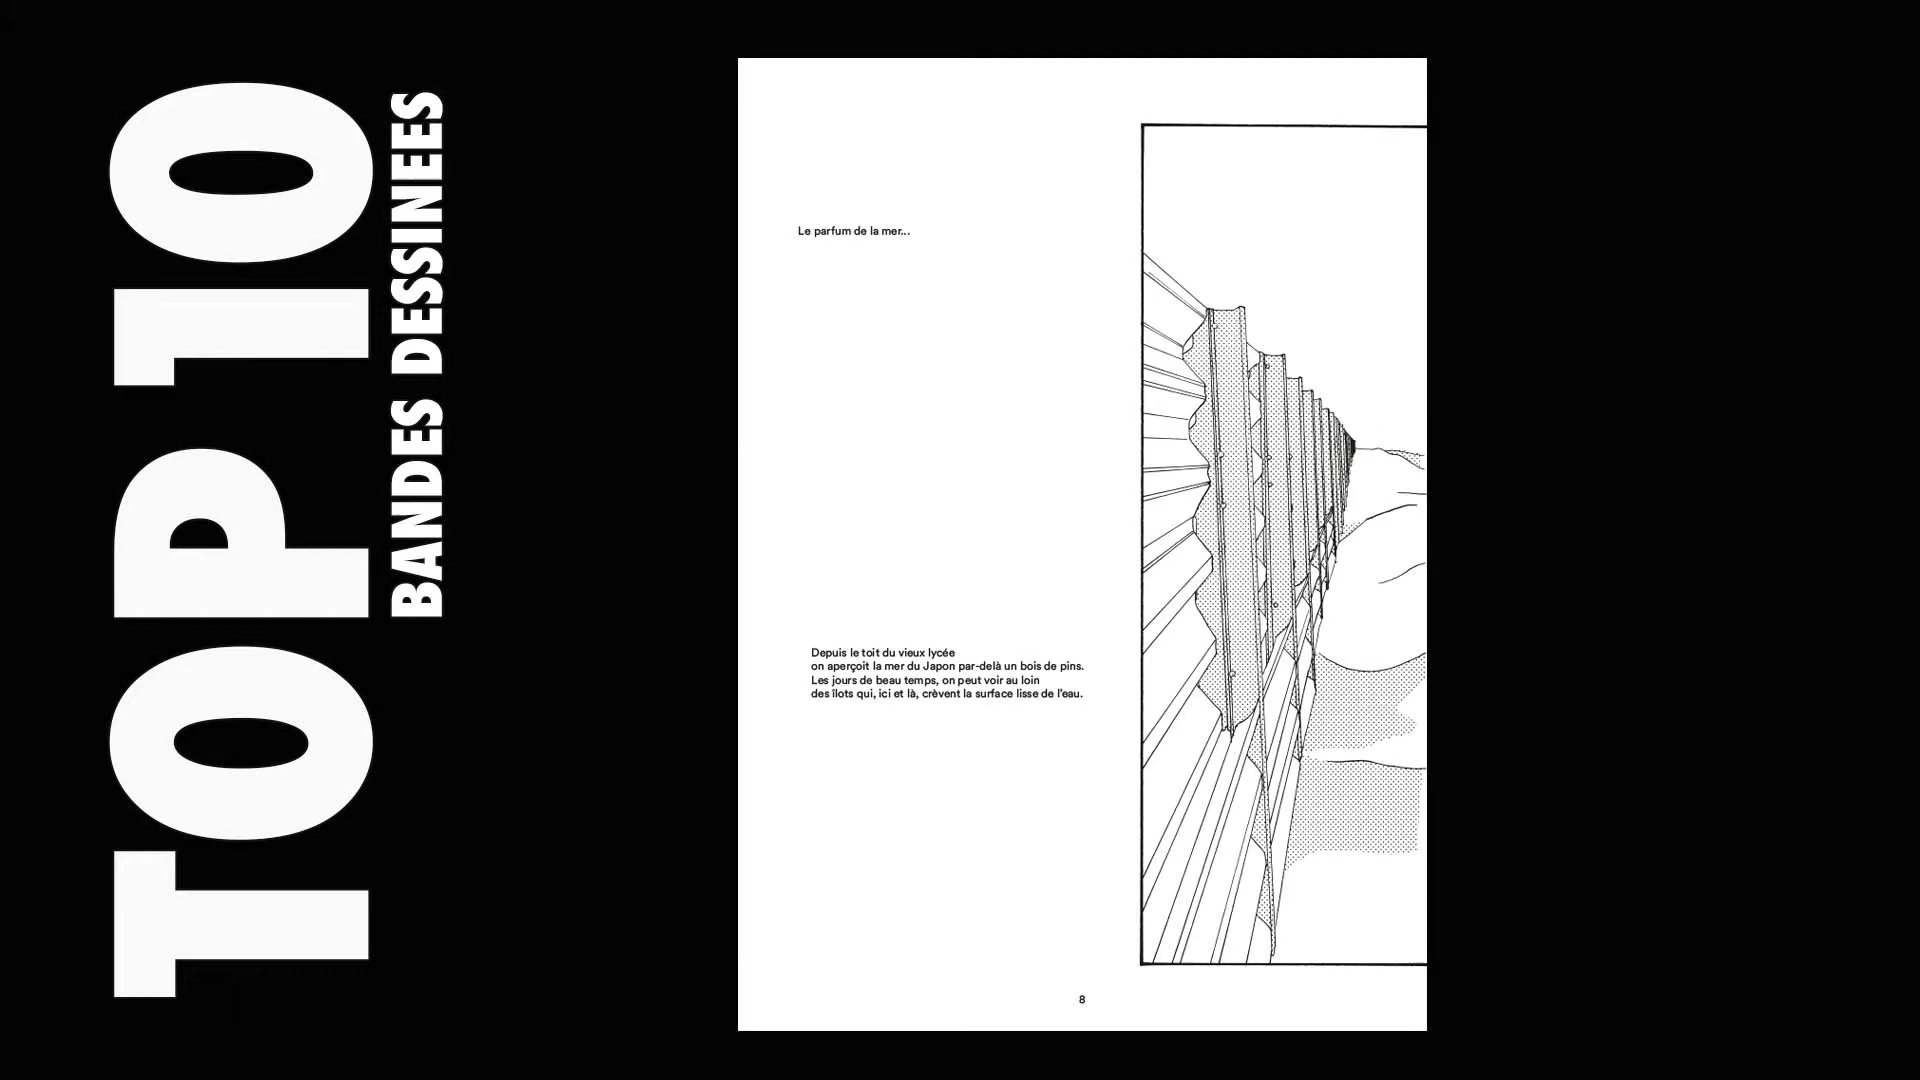 TOP 10
BANDES DESSINEES
Le parfum de la mer...
Depuis le toit du vieux lycée
on aperçoit la mer du Japon par-delà un bois de pins.
Les jours de beau temps, on peut voir au loin
des îlots qui, ici et là, crèvent la surface lisse de l'eau.
8